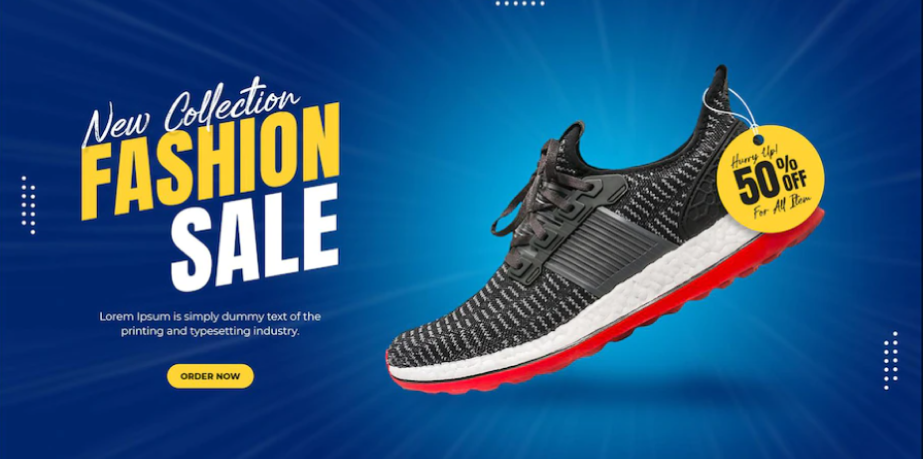 New Collection
FASHION
SALE
Lorem Ipsum is simply dummy text of the
printing and typesetting industry.
ORDER NOW
Hurry Up!
50% OFF
For All Item